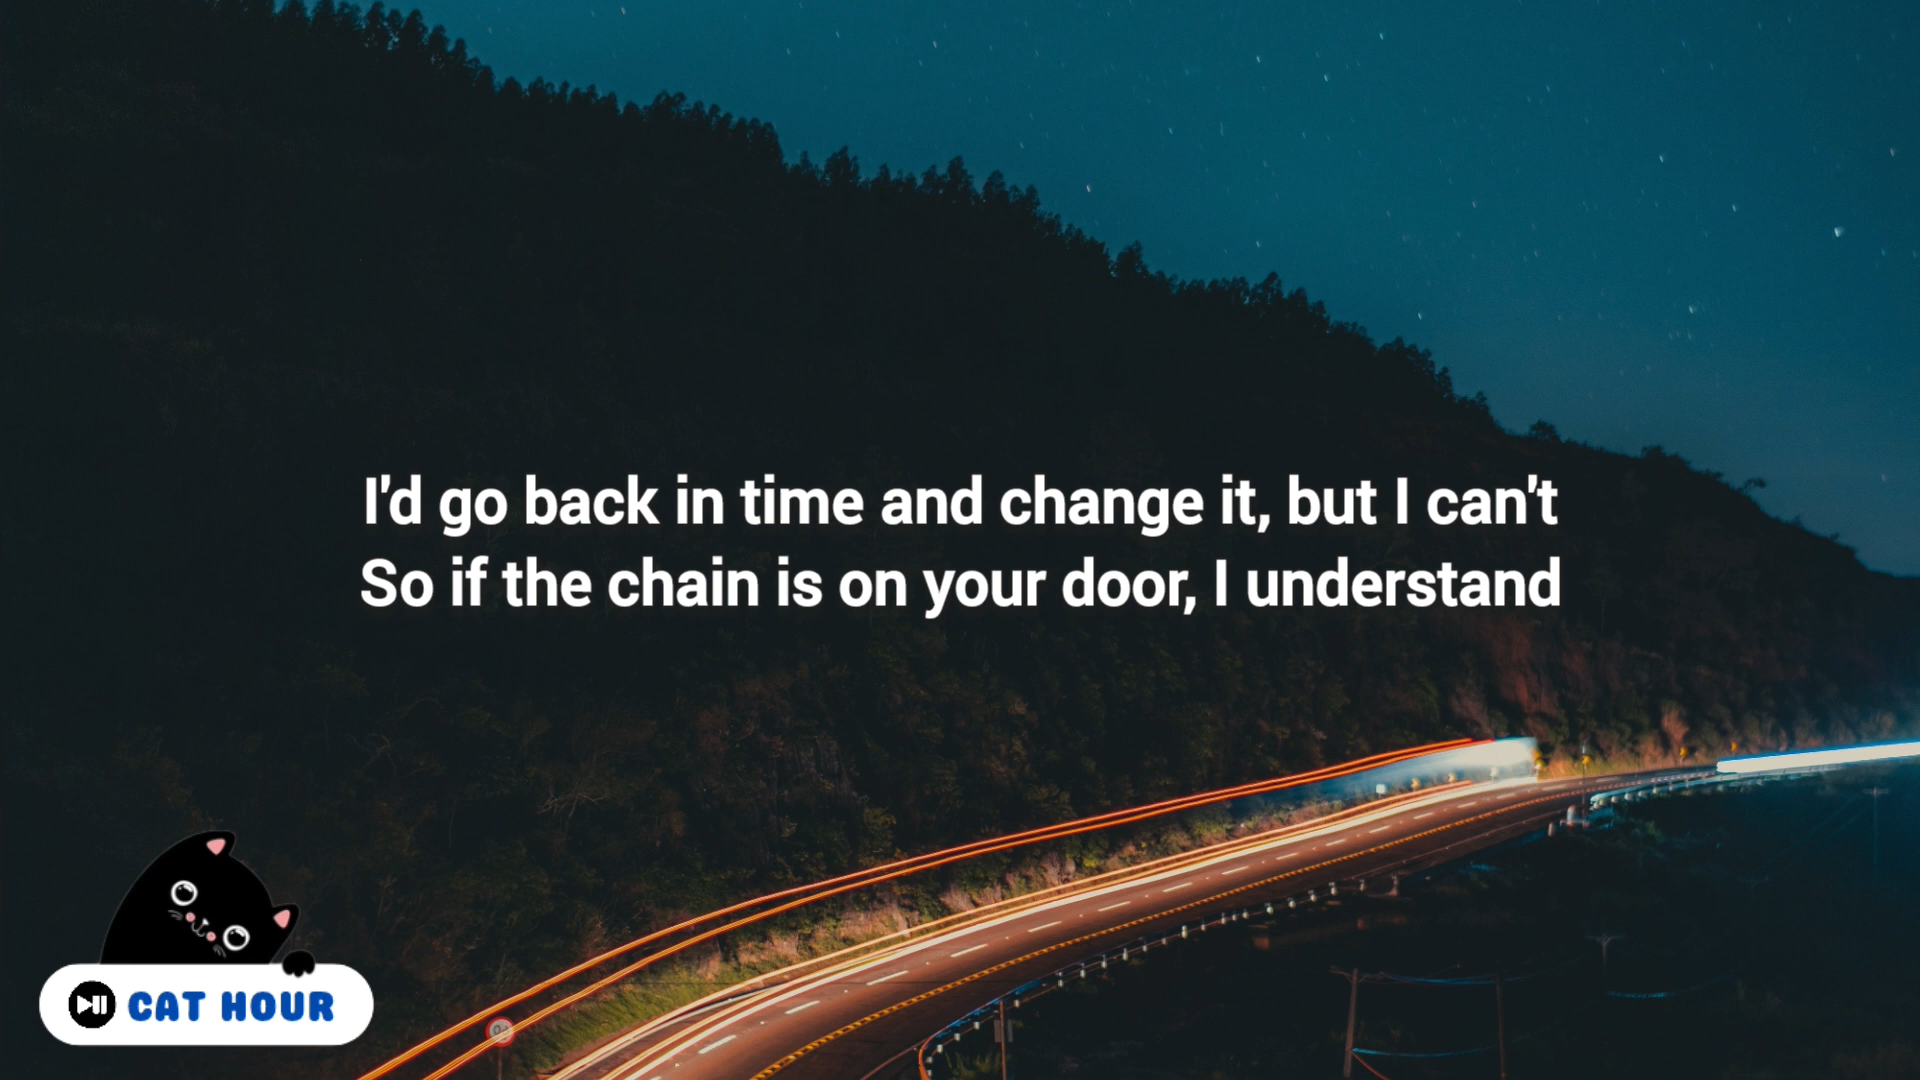 I'd go back in time and change it, but I can't
So if the chain is on your door, I understand
CAT HOUR